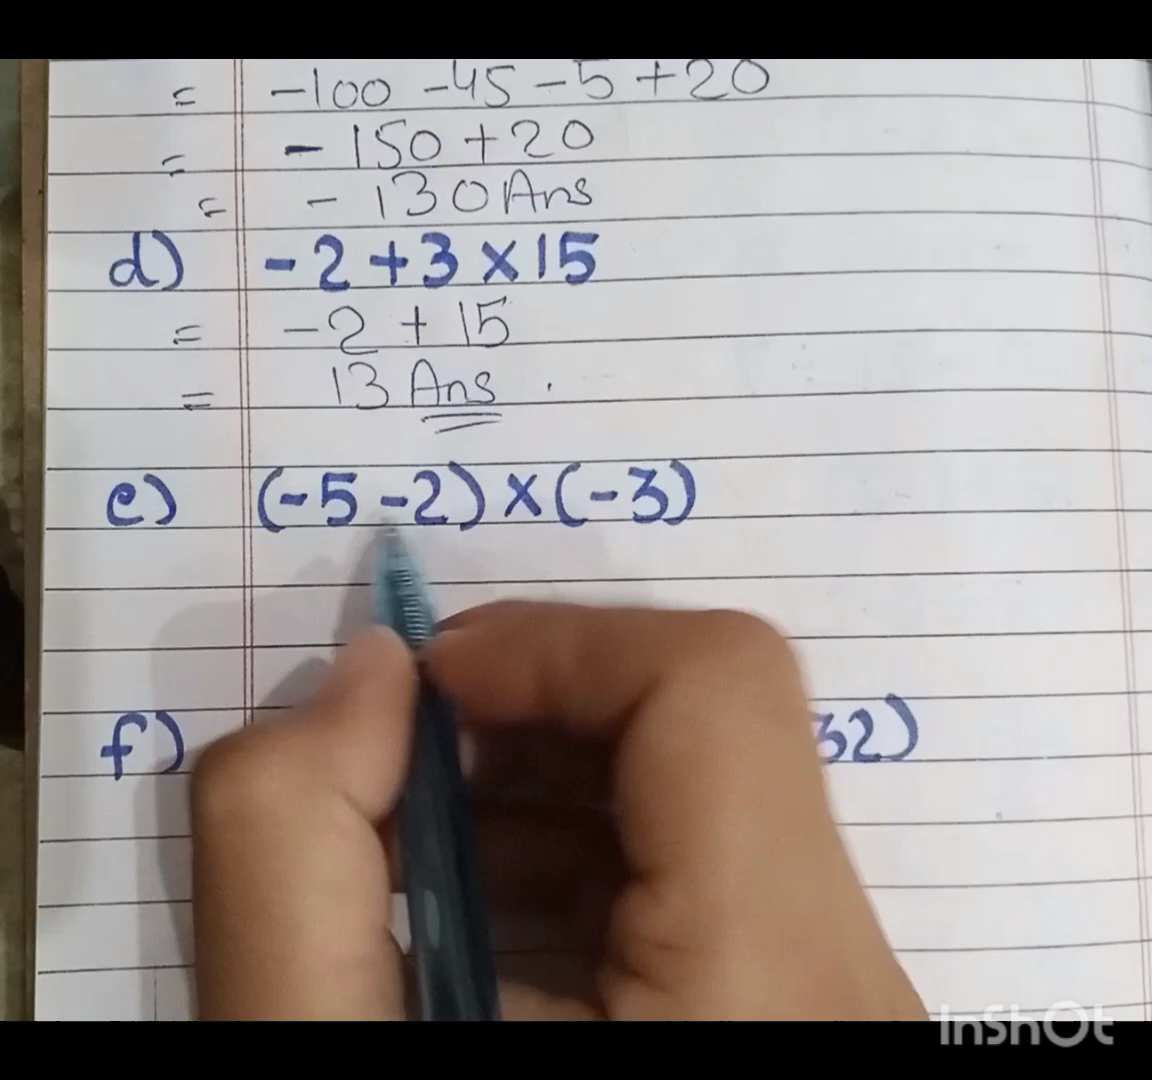 = -100 -45 -5 +20
= - 150 + 20
= - 130 Ans
d) -2 +3 ×15
= -2 + 15
= 13 Ans .
e) (-5 -2) ×(-3)
f) 32)
InShOt